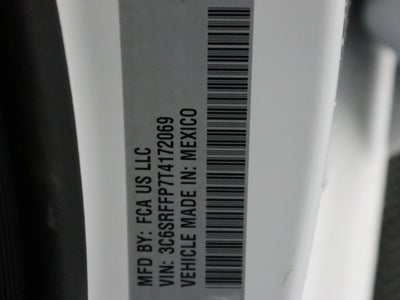 MFD BY: FCA US LLC
VIN: 3C6SRFFP7T4172069
VEHICLE MADE IN: MEXICO